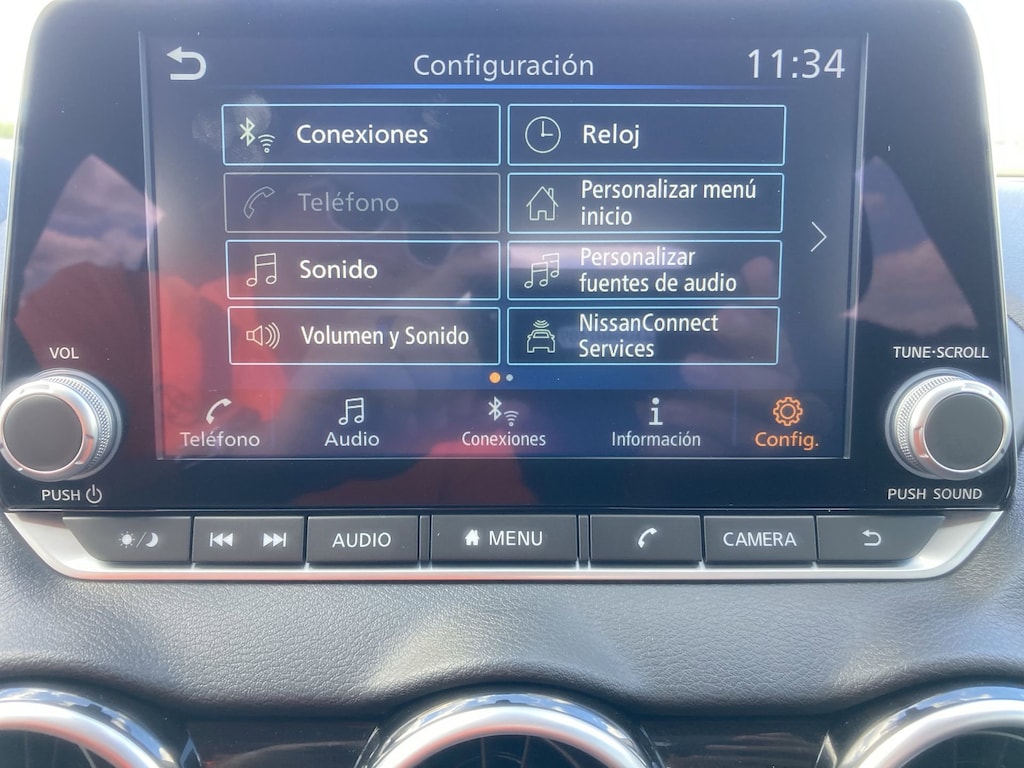 Configuración
11:34
Conexiones
Reloj
Teléfono
Personalizar menú
inicio
Sonido
Personalizar
fuentes de audio
Volumen y Sonido
NissanConnect
Services
VOL
TUNE·SCROLL
Teléfono
Audio
Conexiones
Información
Config.
PUSH
PUSH SOUND
AUDIO
MENU
CAMERA